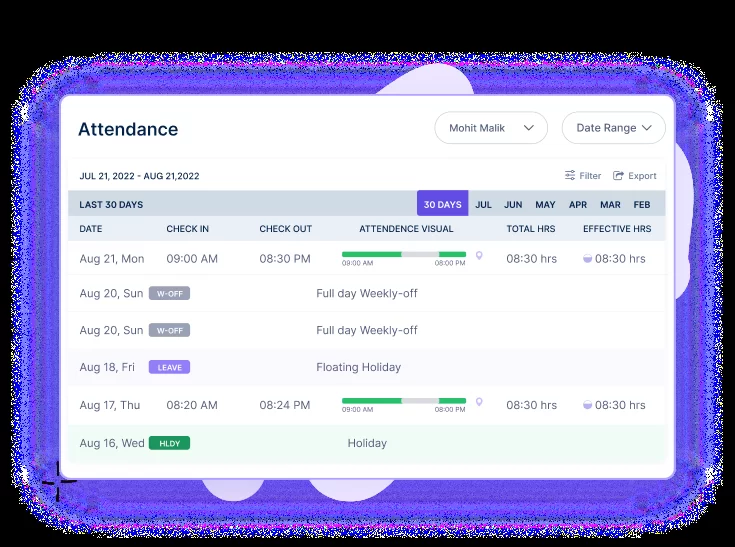 Attendance
Mohit Malik
Date Range
JUL 21, 2022 - AUG 21,2022
Filter
Export
LAST 30 DAYS
30 DAYS JUL JUN MAY APR MAR FEB
DATE CHECK IN CHECK OUT ATTENDENCE VISUAL TOTAL HRS EFFECTIVE HRS
Aug 21, Mon 09:00 AM 08:30 PM 09:00 AM 08:00 PM 08:30 hrs 08:30 hrs
Aug 20, Sun W-OFF Full day Weekly-off
Aug 20, Sun W-OFF Full day Weekly-off
Aug 18, Fri LEAVE Floating Holiday
Aug 17, Thu 08:20 AM 08:24 PM 09:00 AM 08:00 PM 08:30 hrs 08:30 hrs
Aug 16, Wed HLDY Holiday